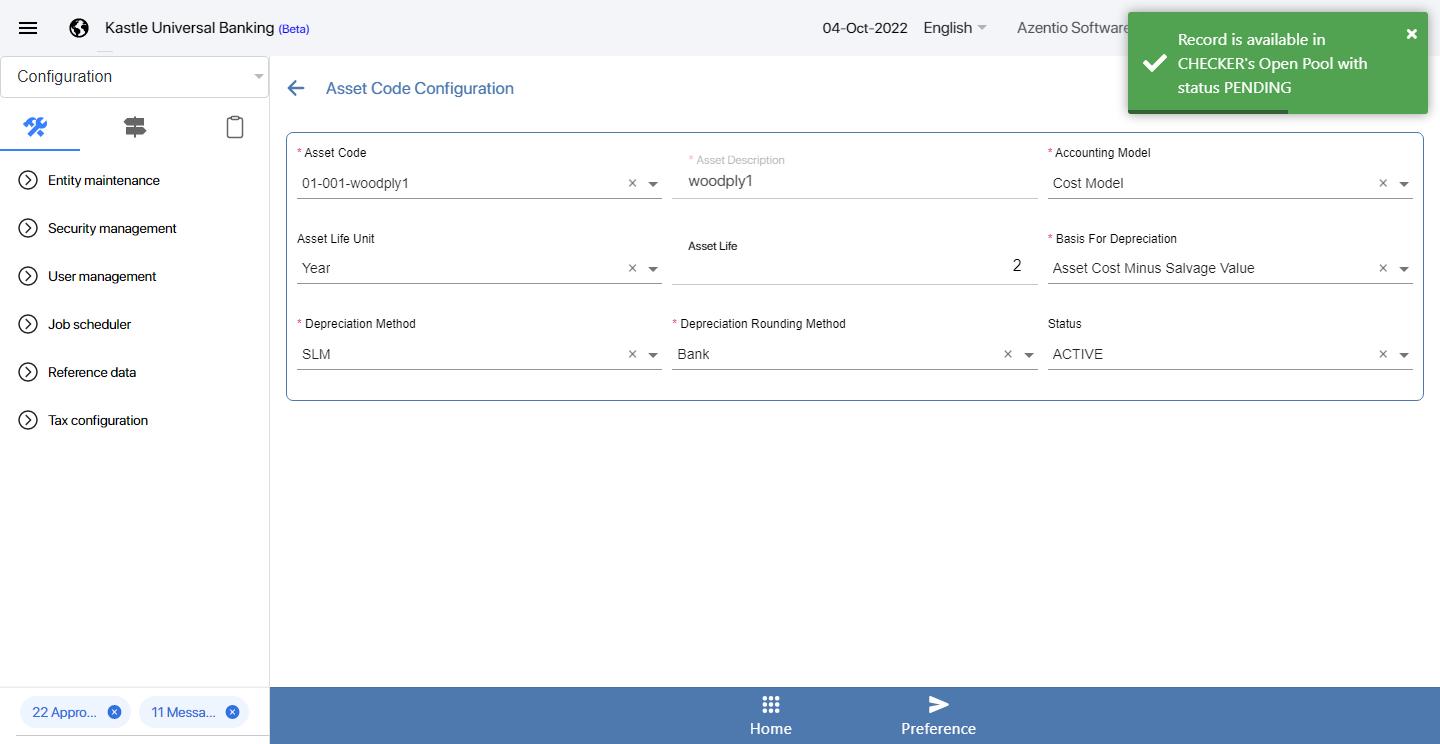 Kastle Universal Banking (Beta)
04-Oct-2022
English
Azentio Software
Record is available in
CHECKER's Open Pool with
status PENDING
Configuration
Asset Code Configuration
Entity maintenance
Security management
User management
Job scheduler
Reference data
Tax configuration
* Asset Code
01-001-woodply1
* Asset Description
woodply1
* Accounting Model
Cost Model
Asset Life Unit
Year
Asset Life
2
* Basis For Depreciation
Asset Cost Minus Salvage Value
* Depreciation Method
SLM
* Depreciation Rounding Method
Bank
Status
ACTIVE
22 Appro...
11 Messa...
Home
Preference